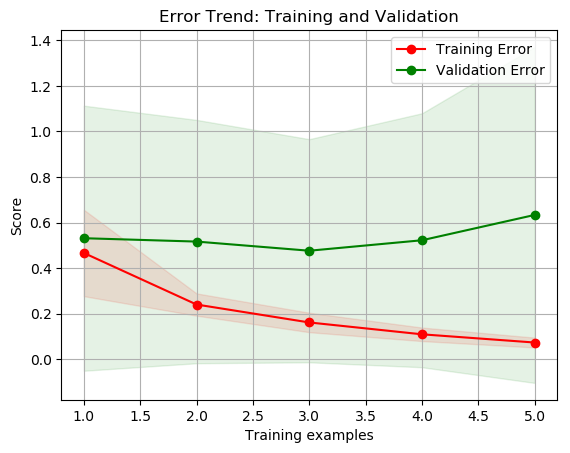 Error Trend: Training and Validation
Training Error
Validation Error
Score
1.4
1.2
1.0
0.8
0.6
0.4
0.2
0.0
1.0 1.5 2.0 2.5 3.0 3.5 4.0 4.5 5.0
Training examples